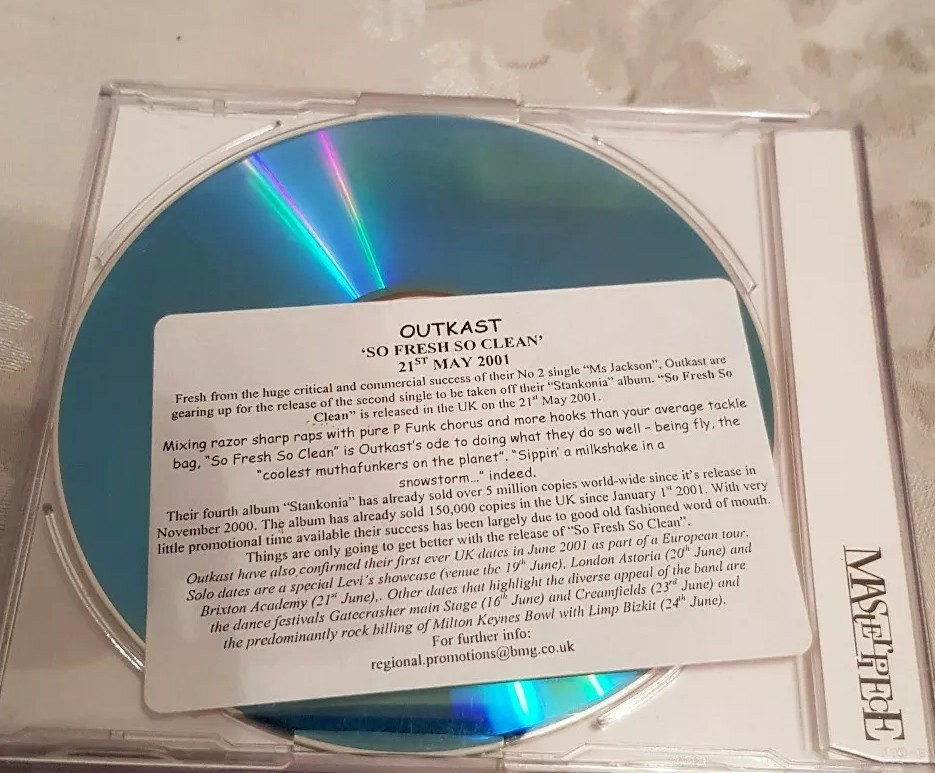 OUTKAST
'SO FRESH SO CLEAN'
21ST MAY 2001
Fresh from the huge critical and commercial success of their No 2 single "Ms Jackson", Outkast are
gearing up for the release of the second single to be taken off their "Stankonia" album. "So Fresh So
Clean" is released in the UK on the 21st May 2001.
Mixing razor sharp raps with pure P Funk chorus and more hooks than your average tackle
bag, "So Fresh So Clean" is Outkast's ode to doing what they do so well – being fly, the
"coolest muthafunkers on the planet". "Sippin' a milkshake in a
snowstorm..." indeed.
Their fourth album "Stankonia" has already sold over 5 million copies world-wide since it's release in
November 2000. The album has already sold 150,000 copies in the UK since January 1st 2001. With very
little promotional time available their success has been largely due to good old fashioned word of mouth.
Things are only going to get better with the release of "So Fresh So Clean".
Outkast have also confirmed their first ever UK dates in June 2001 as part of a European tour.
Solo dates are a special Levi's showcase (venue tbc 19th June), London Astoria (20th June) and
Brixton Academy (21st June),. Other dates that highlight the diverse appeal of the band are
the dance festivals Gatecrasher main Stage (16th June) and Creamfields (23rd June) and
the predominantly rock billing of Milton Keynes Bowl with Limp Bizkit (24th June).
For further info:
regional.promotions@bmg.co.uk
MASTERPIECE